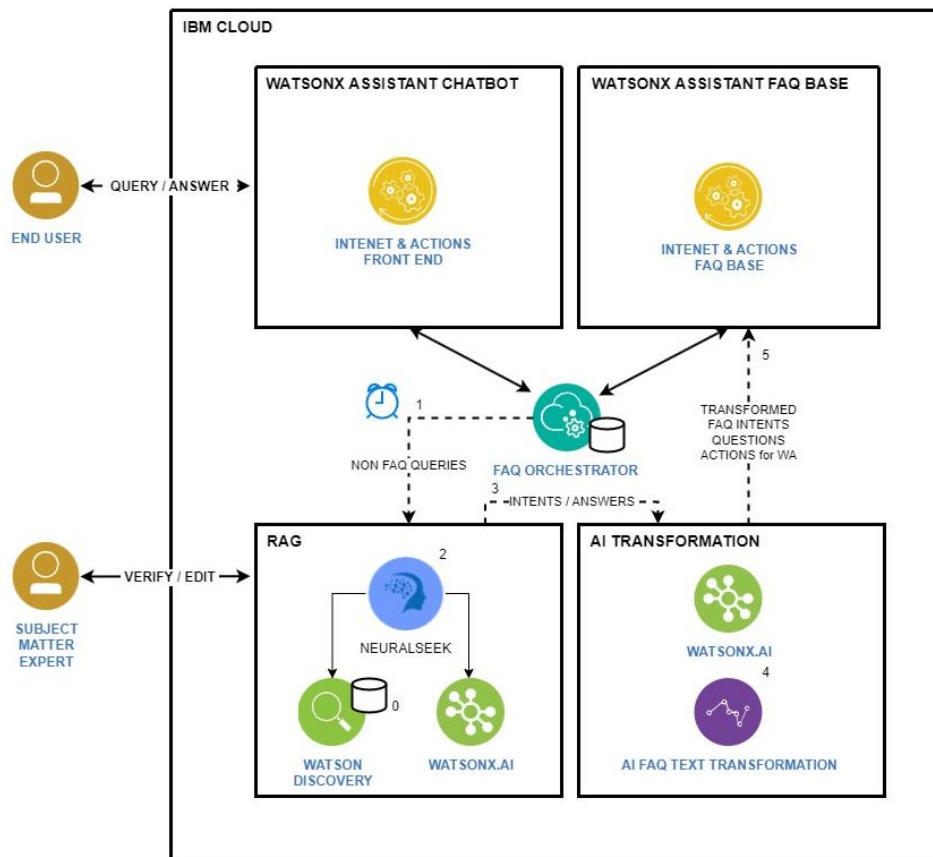 IBM CLOUD
WATSONX ASSISTANT CHATBOT
WATSONX ASSISTANT FAQ BASE
QUERY / ANSWER
END USER
INTENET & ACTIONS
FRONT END
INTENET & ACTIONS
FAQ BASE
5
1
TRANSFORMED
FAQ INTENTS
QUESTIONS
ACTIONS for WA
NON FAQ QUERIES
FAQ ORCHESTRATOR
3
INTENTS / ANSWERS
RAG
AI TRANSFORMATION
2
VERIFY / EDIT
SUBJECT
MATTER
EXPERT
NEURALSEEK
WATSONX.AI
4
0
WATSON
DISCOVERY
WATSONX.AI
AI FAQ TEXT TRANSFORMATION